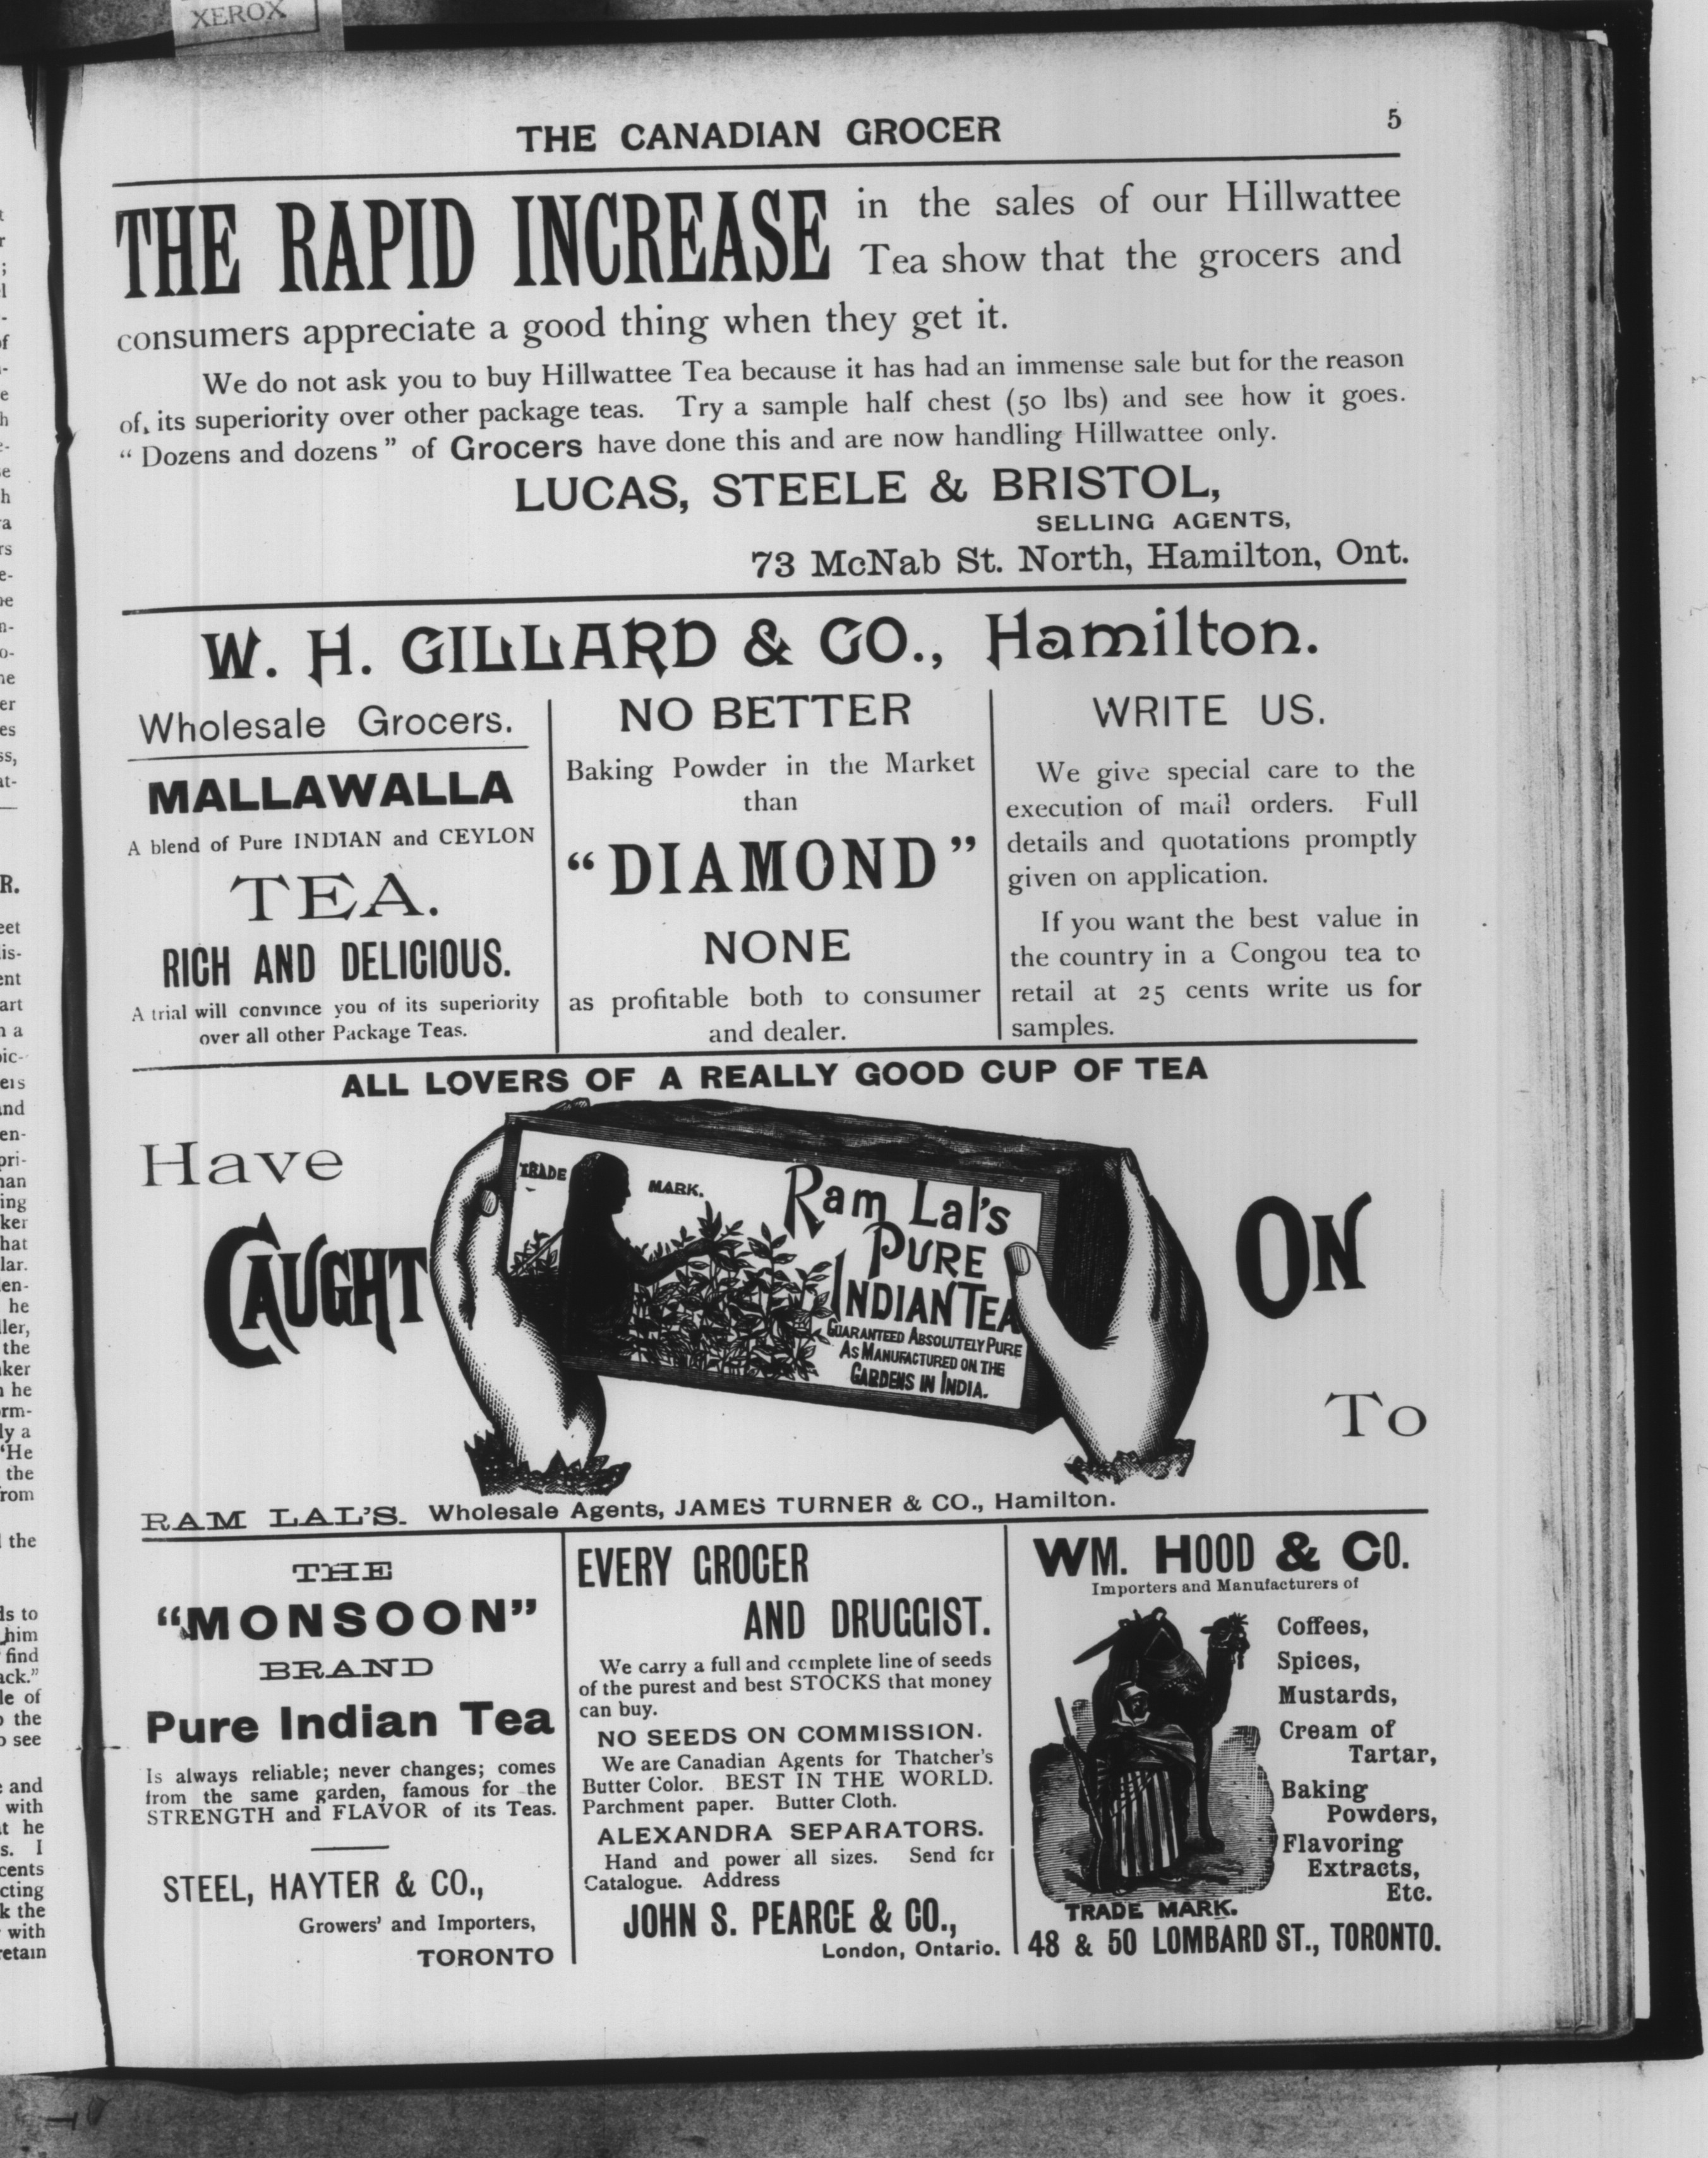 XEROX
THE CANADIAN GROCER
5
THE RAPID INCREASE in the sales of our Hillwattee
Tea show that the grocers and
consumers appreciate a good thing when they get it.
We do not ask you to buy Hillwattee Tea because it has had an immense sale but for the reason
of its superiority over other package teas. Try a sample half chest (50 lbs) and see how it goes.
" Dozens and dozens " of Grocers have done this and are now handling Hillwattee only.
LUCAS, STEELE & BRISTOL,
SELLING AGENTS,
73 McNab St. North, Hamilton, Ont.
W. H. GILLARD & CO., Hamilton.
Wholesale Grocers.
MALLAWALLA
A blend of Pure INDIAN and CEYLON
TEA.
RICH AND DELICIOUS.
A trial will convince you of its superiority
over all other Package Teas.
NO BETTER
Baking Powder in the Market
than
"DIAMOND"
NONE
as profitable both to consumer
and dealer.
WRITE US.
We give special care to the
execution of mail orders. Full
details and quotations promptly
given on application.
If you want the best value in
the country in a Congou tea to
retail at 25 cents write us for
samples.
ALL LOVERS OF A REALLY GOOD CUP OF TEA
Have
CAUGHT
TRADE MARK.
Ram Lal's
PURE
INDIAN TEA
GUARANTEED ABSOLUTELY PURE
AS MANUFACTURED ON THE
GARDENS IN INDIA.
ON
To
RAM LAL'S. Wholesale Agents, JAMES TURNER & CO., Hamilton.
THE
"MONSOON"
BRAND
Pure Indian Tea
Is always reliable; never changes; comes
from the same garden, famous for the
STRENGTH and FLAVOR of its Teas.
STEEL, HAYTER & CO.,
Growers' and Importers,
TORONTO
EVERY GROCER
AND DRUGGIST.
We carry a full and complete line of seeds
of the purest and best STOCKS that money
can buy.
NO SEEDS ON COMMISSION.
We are Canadian Agents for Thatcher's
Butter Color. BEST IN THE WORLD.
Parchment paper. Butter Cloth.
ALEXANDRA SEPARATORS.
Hand and power all sizes. Send for
Catalogue. Address
JOHN S. PEARCE & CO.,
London, Ontario.
WM. HOOD & CO.
Importers and Manufacturers of
Coffees,
Spices,
Mustards,
Cream of
Tartar,
Baking
Powders,
Flavoring
Extracts,
Etc.
TRADE MARK.
48 & 50 LOMBARD ST., TORONTO.